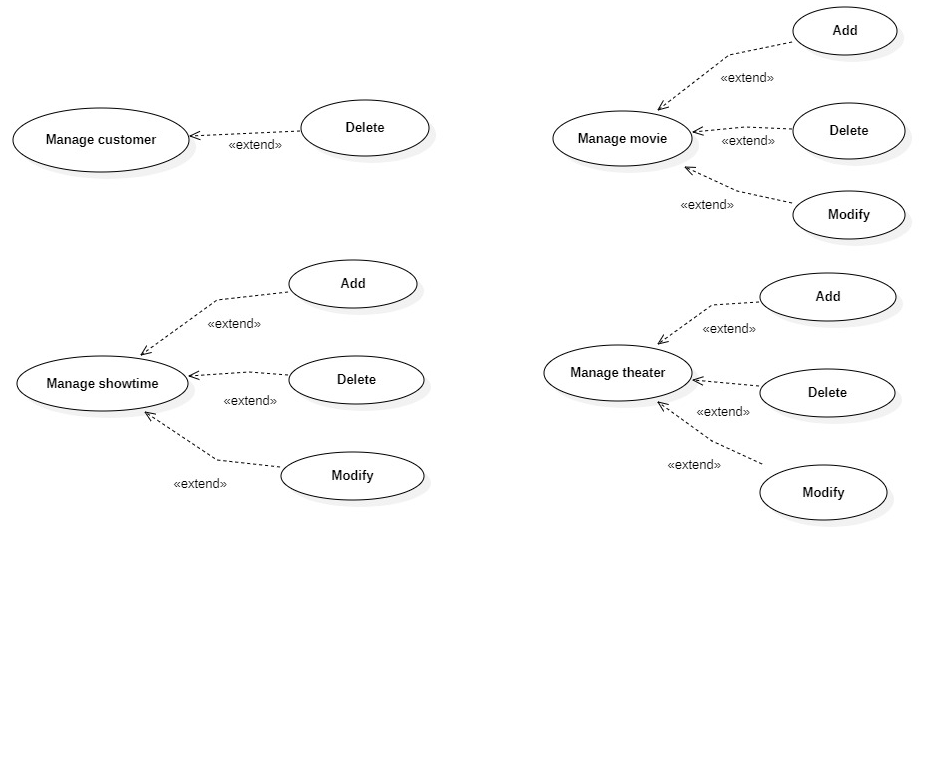 Manage customer
«extend»
Delete
Manage movie
Add
«extend»
Delete
«extend»
Modify
«extend»
Manage showtime
Add
«extend»
Delete
«extend»
Modify
«extend»
Manage theater
Add
«extend»
Delete
«extend»
Modify
«extend»